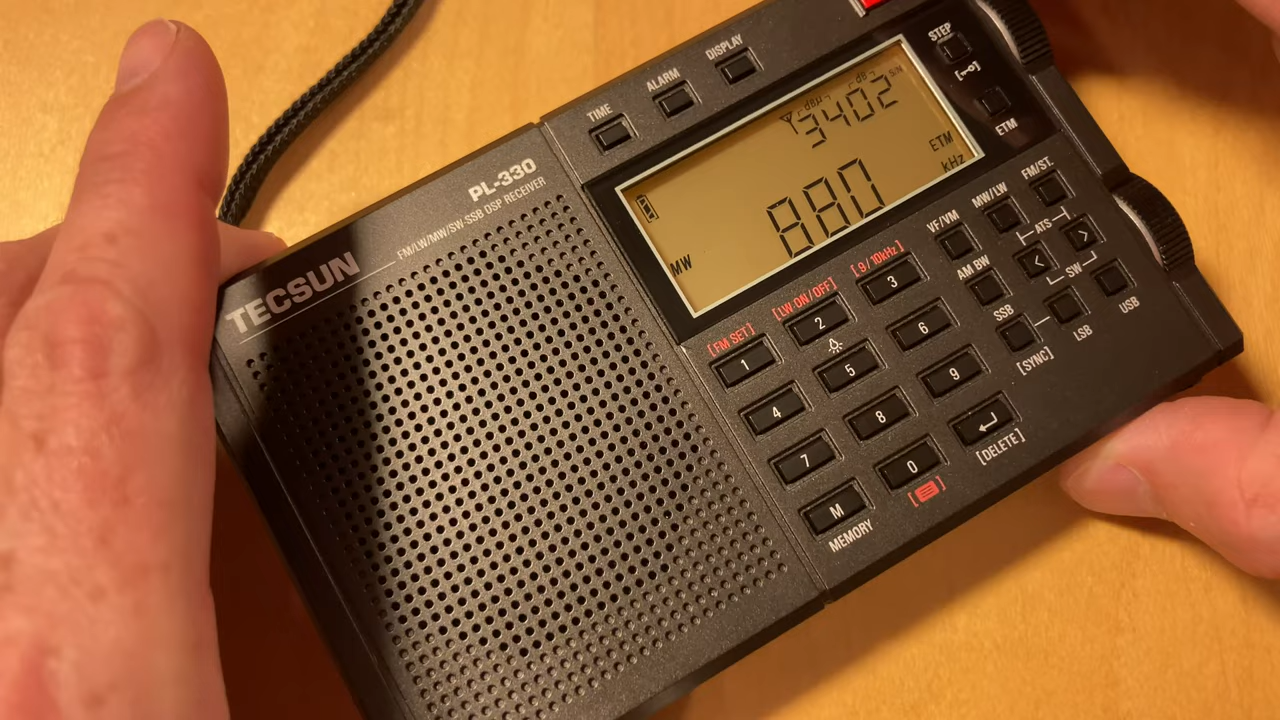 TECSUN
PL-330
FM/LW/MW/SW-SSB DSP RECEIVER
TIME
ALARM
DISPLAY
STEP
ETM
dBμ
dB
S/N
3402
ETM
880
kHz
MW
VF/VM
MW/LW
FM/ST.
ATS
<
>
SW
AM BW
SSB
[SYNC]
LSB
USB
[FM SET]
[LW ON/OFF]
[9/10kHz]
1
2
3
4
5
6
7
8
9
M
0
[DELETE]
MEMORY